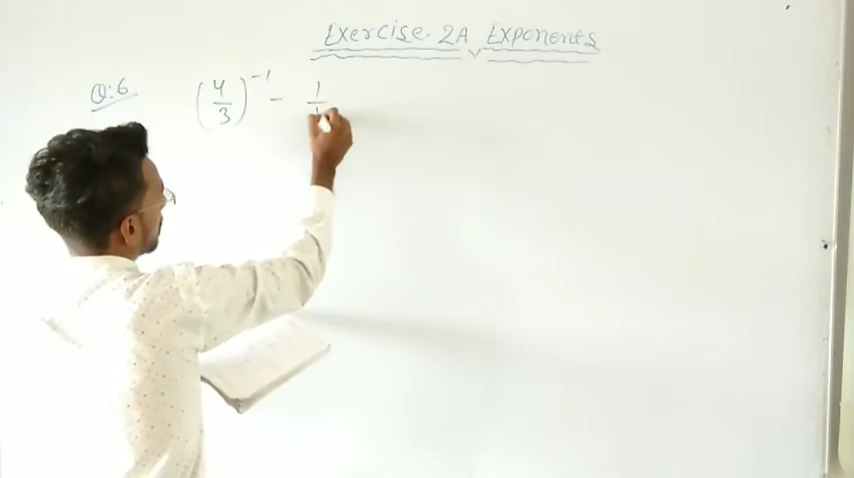 Exercise-2A Exponents
Q:6. (4/3)^-1 - 1/